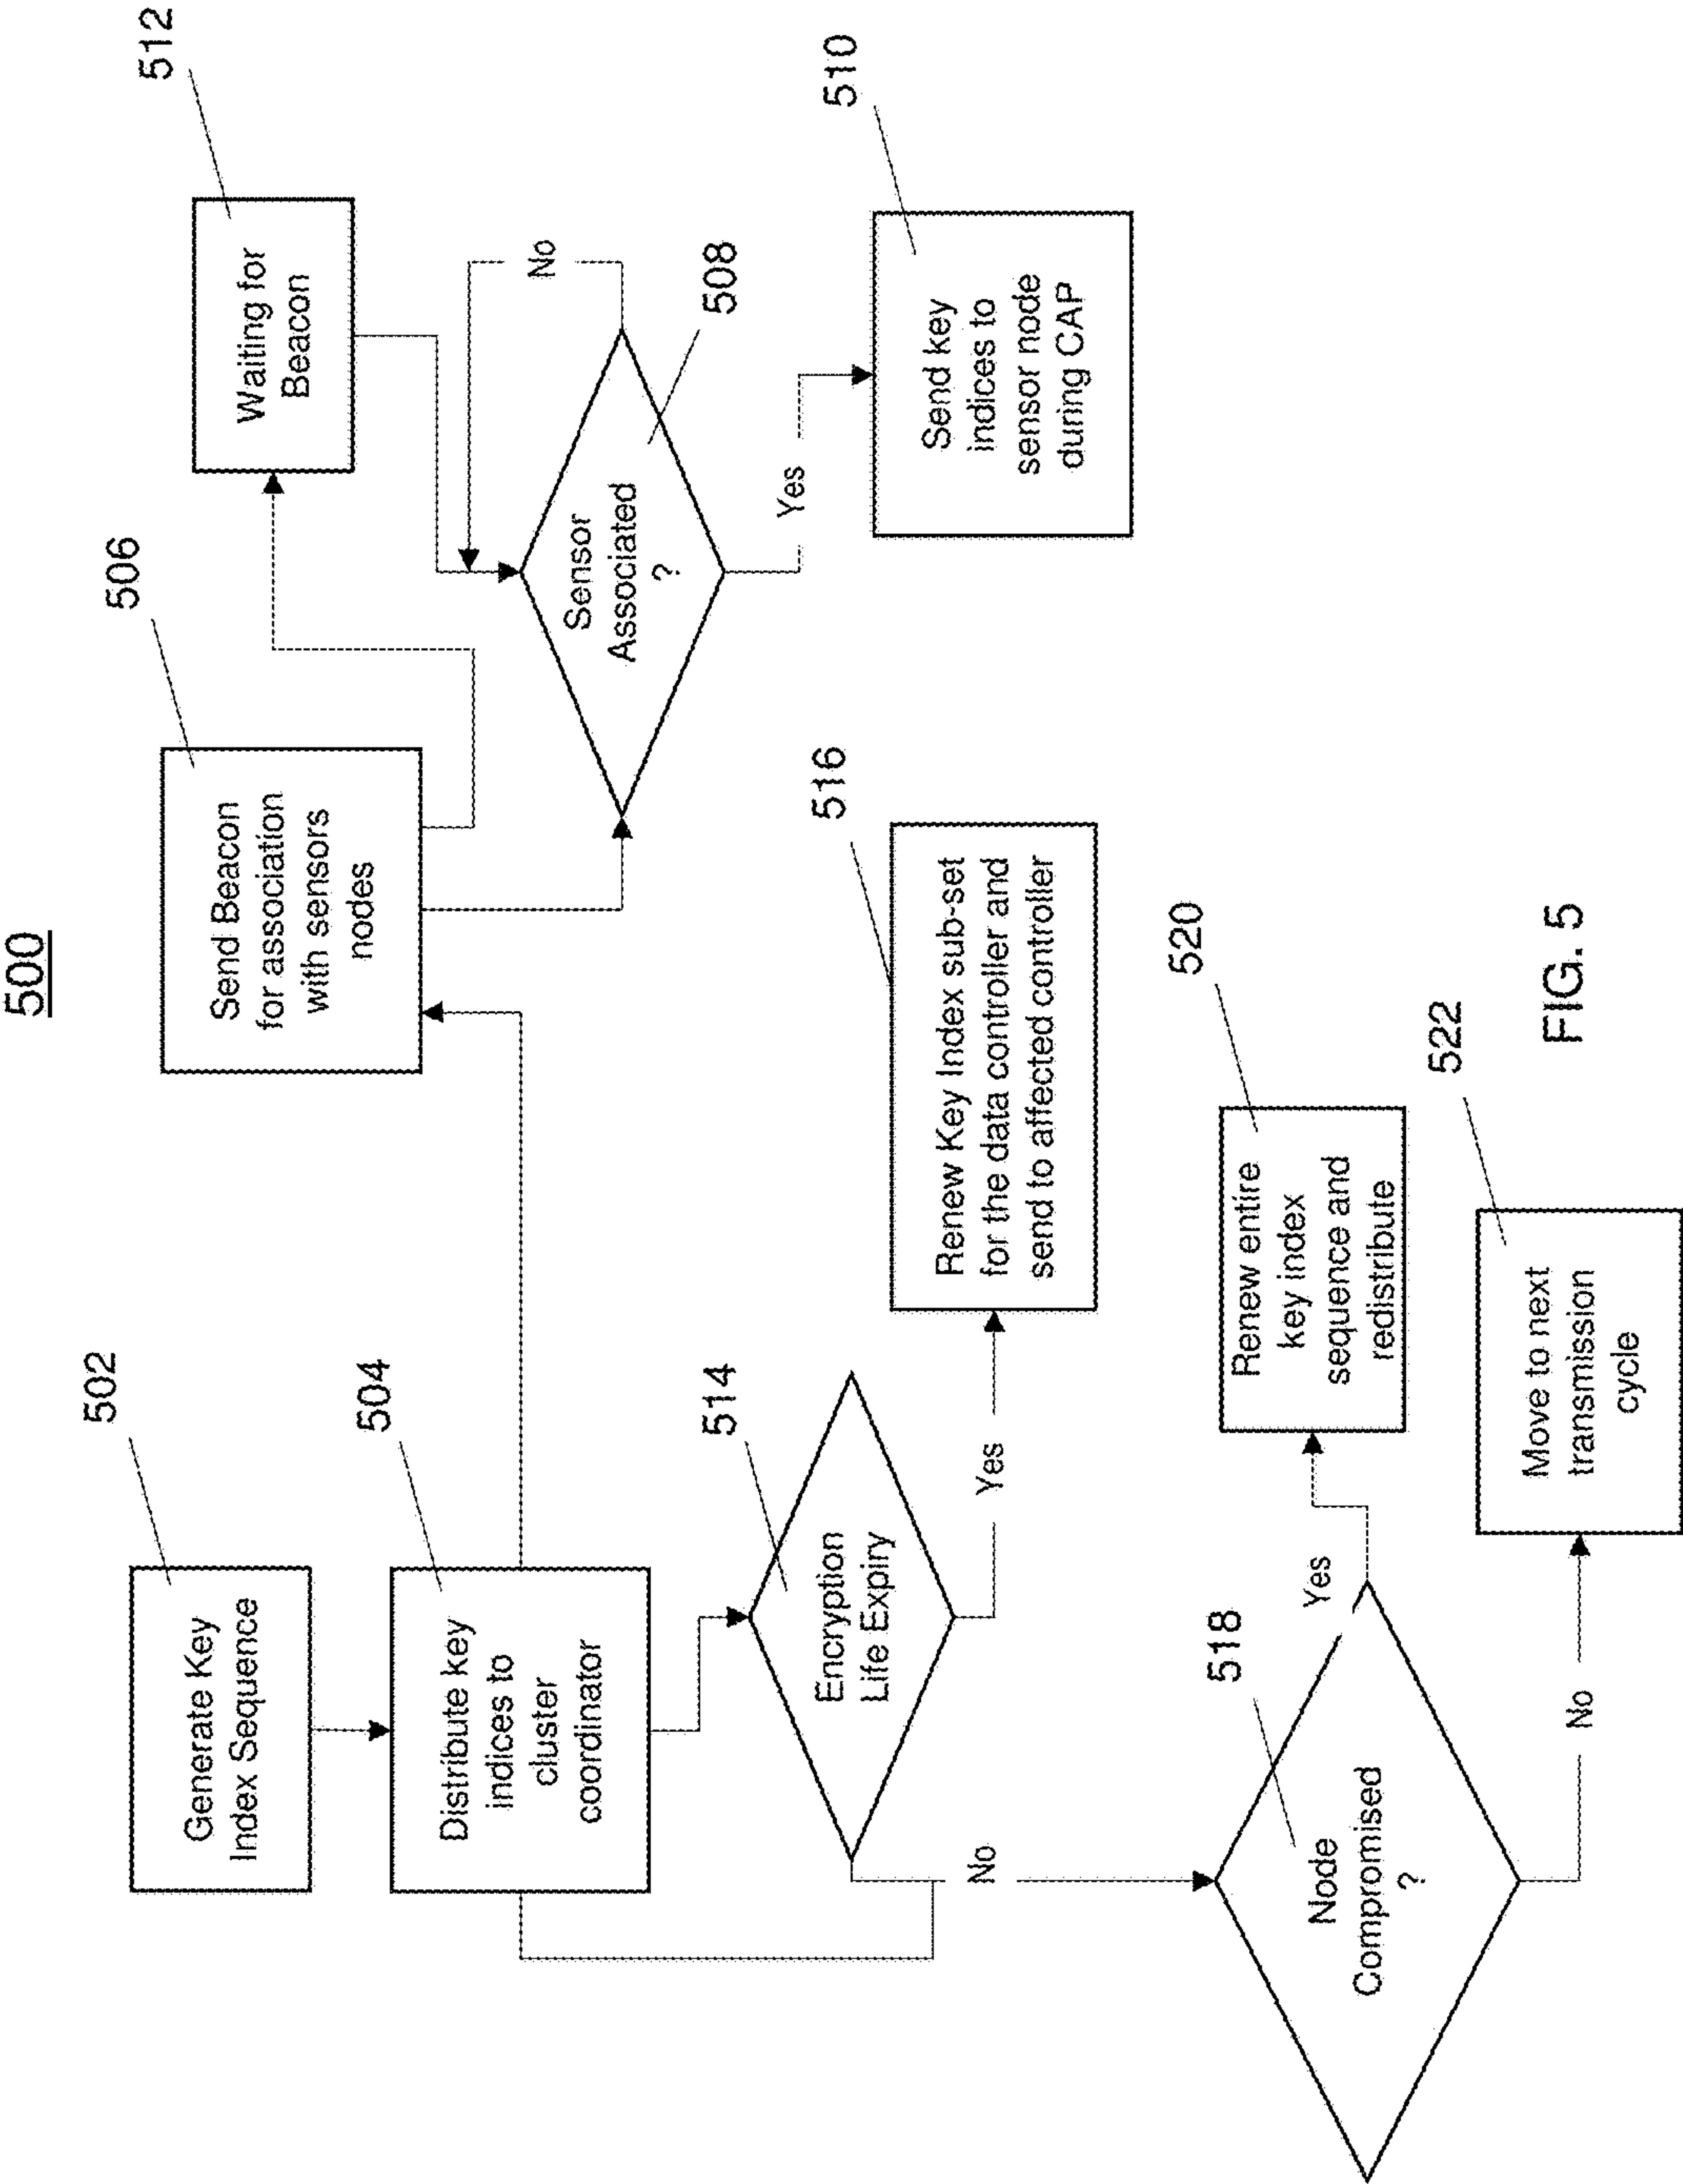 500
502
Generate Key
Index Sequence
504
Distribute key
indices to
cluster
coordinator
506
Send Beacon
for association
with sensors
nodes
512
Waiting for
Beacon
508
Sensor
Associated
?
No
Yes
510
Send key
indices to
sensor node
during CAP
514
Encryption
Life Expiry
Yes
No
516
Renew Key Index sub-set
for the data controller and
send to affected controller
518
Node
Compromised
?
Yes
No
520
Renew entire
key index
sequence and
redistribute
522
Move to next
transmission
cycle
FIG. 5